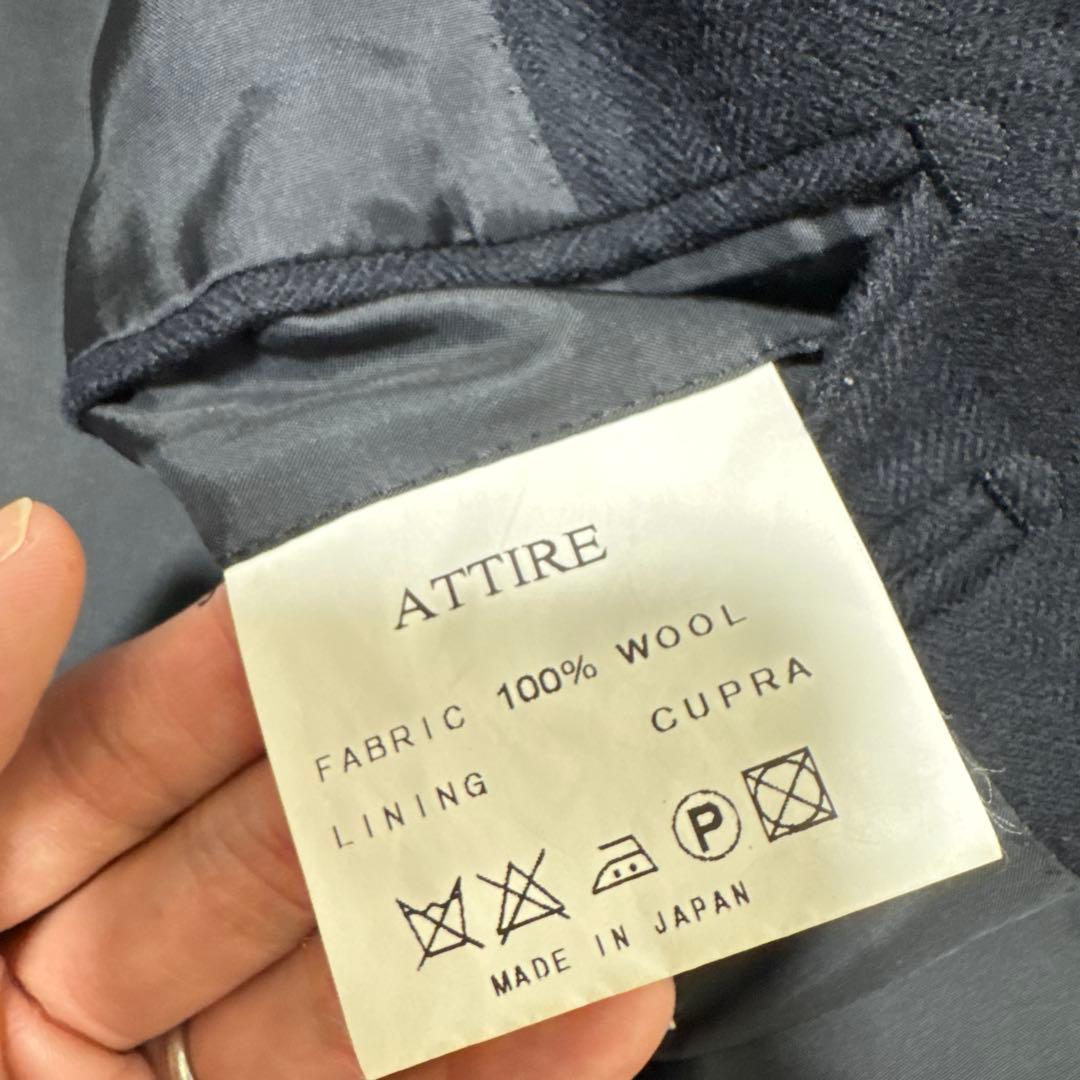 ATTIRE
FABRIC 100% WOOL
LINING CUPRA
P
MADE IN JAPAN